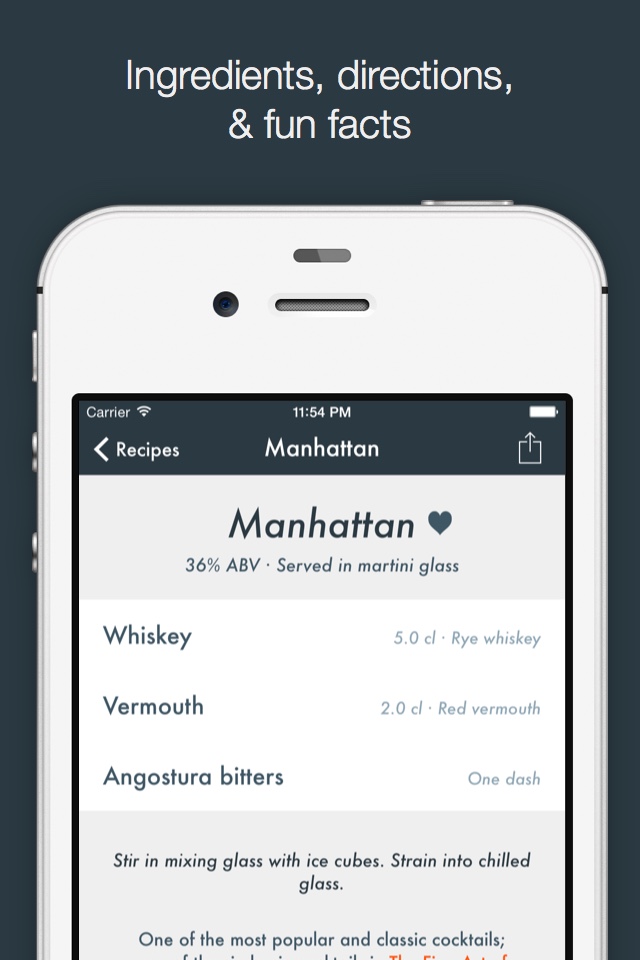 Ingredients, directions,
& fun facts
Carrier 11:54 PM
Recipes Manhattan
Manhattan
36% ABV · Served in martini glass
Whiskey 5.0 cl · Rye whiskey
Vermouth 2.0 cl · Red vermouth
Angostura bitters One dash
Stir in mixing glass with ice cubes. Strain into chilled
glass.
One of the most popular and classic cocktails;